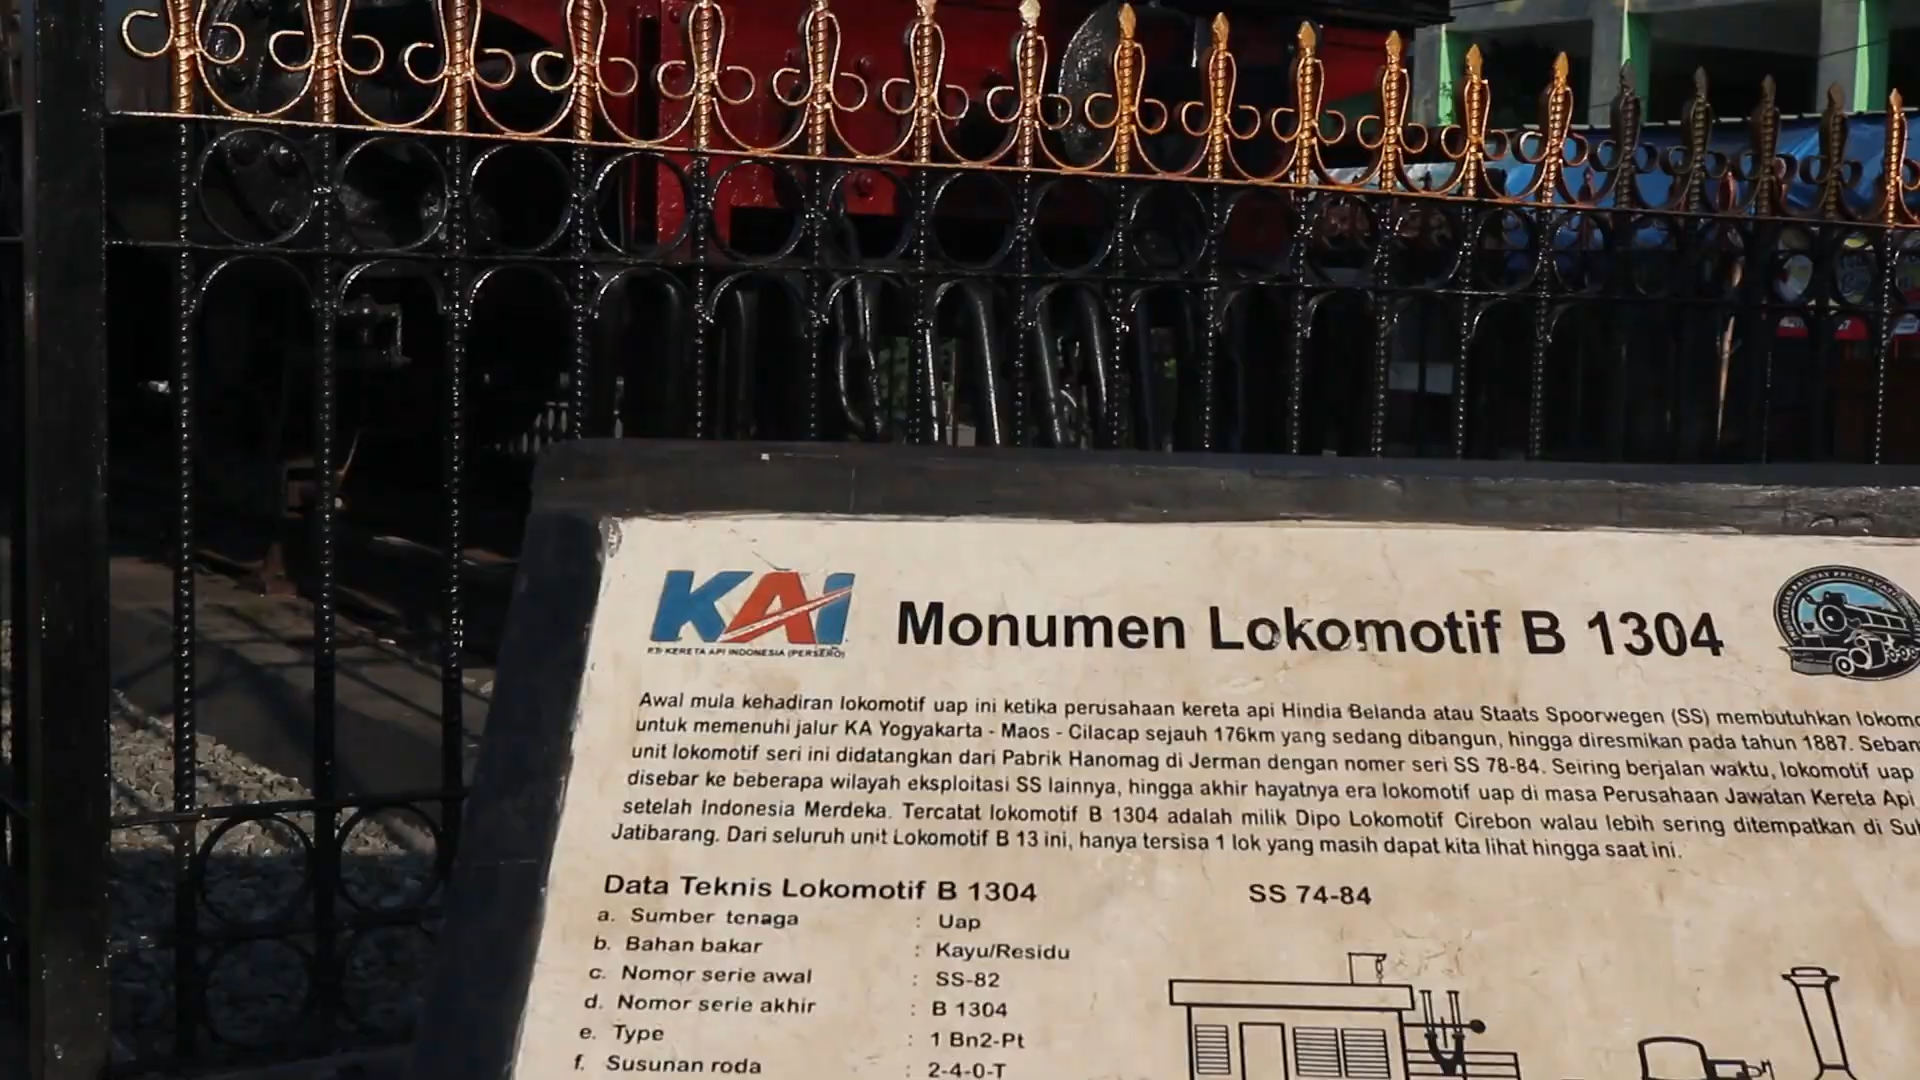 KAI
PT. KERETA API INDONESIA (PERSERO)
Monumen Lokomotif B 1304
Awal mula kehadiran lokomotif uap ini ketika perusahaan kereta api Hindia Belanda atau Staats Spoorwegen (SS) membutuhkan lokomo
untuk memenuhi jalur KA Yogyakarta - Maos - Cilacap sejauh 176km yang sedang dibangun, hingga diresmikan pada tahun 1887. Seban
unit lokomotif seri ini didatangkan dari Pabrik Hanomag di Jerman dengan nomer seri SS 78-84. Seiring berjalan waktu, lokomotif uap
disebar ke beberapa wilayah eksploitasi SS lainnya, hingga akhir hayatnya era lokomotif uap di masa Perusahaan Jawatan Kereta Api
setelah Indonesia Merdeka. Tercatat lokomotif B 1304 adalah milik Dipo Lokomotif Cirebon walau lebih sering ditempatkan di Sub
Jatibarang. Dari seluruh unit Lokomotif B 13 ini, hanya tersisa 1 lok yang masih dapat kita lihat hingga saat ini.
Data Teknis Lokomotif B 1304
SS 74-84
a. Sumber tenaga : Uap
b. Bahan bakar : Kayu/Residu
c. Nomor serie awal : SS-82
d. Nomor serie akhir : B 1304
e. Type : 1 Bn2-Pt
f. Susunan roda : 2-4-0-T